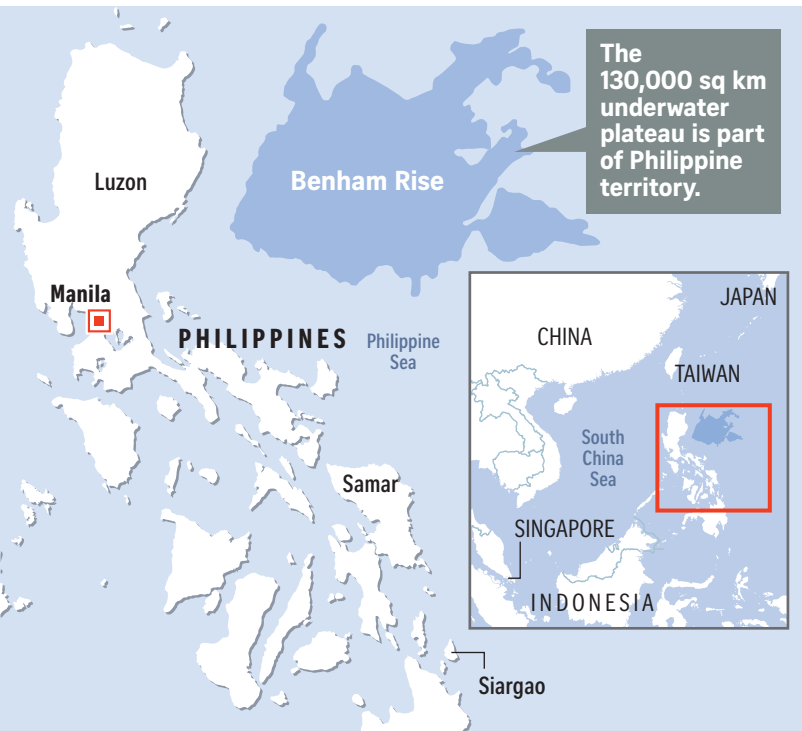 The
130,000 sq km
underwater
plateau is part
of Philippine
territory.
Luzon
Benham Rise
Manila
PHILIPPINES
Philippine
Sea
Samar
Siargao
JAPAN
CHINA
TAIWAN
South
China
Sea
SINGAPORE
INDONESIA